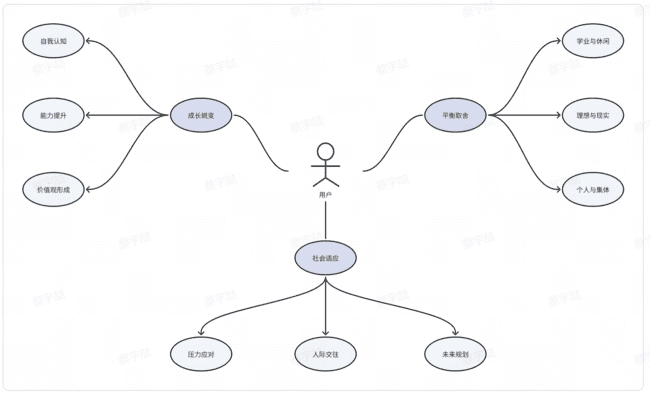 自我认知
学业与休闲
能力提升
成长蜕变
平衡取舍
理想与现实
价值观形成
用户
个人与集体
社会适应
压力应对
人际交往
未来规划